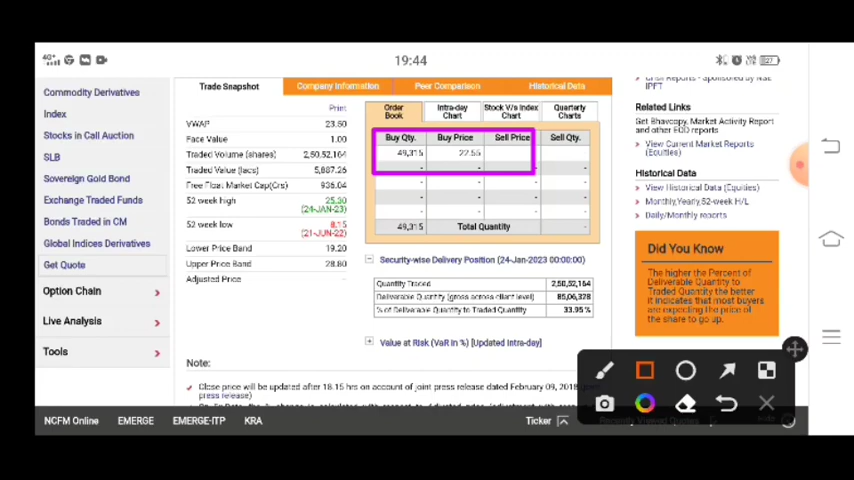 4G+
19:44
27
Commodity Derivatives
Index
Stocks in Call Auction
SLB
Sovereign Gold Bond
Exchange Traded Funds
Bonds Traded in CM
Global Indices Derivatives
Get Quote
Option Chain
Live Analysis
Tools
Trade Snapshot
Company Information
Peer Comparison
Historical Data
Print
VWAP 23.50
Face Value 1.00
Traded Volume (shares) 2,50,52,164
Traded Value (lacs) 5,887.26
Free Float Market Cap(Crs) 936.04
52 week high 25.30
(24-JAN-23)
52 week low 8.15
(21-JUN-22)
Lower Price Band 19.20
Upper Price Band 28.80
Adjusted Price -
Order Book
Intra-day Chart
Stock V/s Index Chart
Quarterly Charts
Buy Qty. Buy Price Sell Price Sell Qty.
49,315 22.55 - -
- - - -
- - - -
- - - -
- - - -
49,315 Total Quantity -
Security-wise Delivery Position (24-Jan-2023 00:00:00)
Quantity Traded 2,50,52,164
Deliverable Quantity (gross across client level) 85,06,328
% of Deliverable Quantity to Traded Quantity 33.95 %
Value at Risk (VaR in %) [Updated Intra-day]
Note:
Close price will be updated after 18.15 hrs on account of joint press release dated February 09, 2018
press release)
IPFT
Related Links
Get Bhavcopy, Market Activity Report
and other EOD reports
View Current Market Reports
(Equities)
Historical Data
View Historical Data (Equities)
Monthly,Yearly,52-week H/L
Daily/Monthly reports
Did You Know
The higher the Percent of
Deliverable Quantity to
Traded Quantity the better
it indicates that most buyers
are expecting the price of
the share to go up.
NCFM Online
EMERGE
EMERGE-ITP
KRA
Ticker
Recently Viewed Quotes